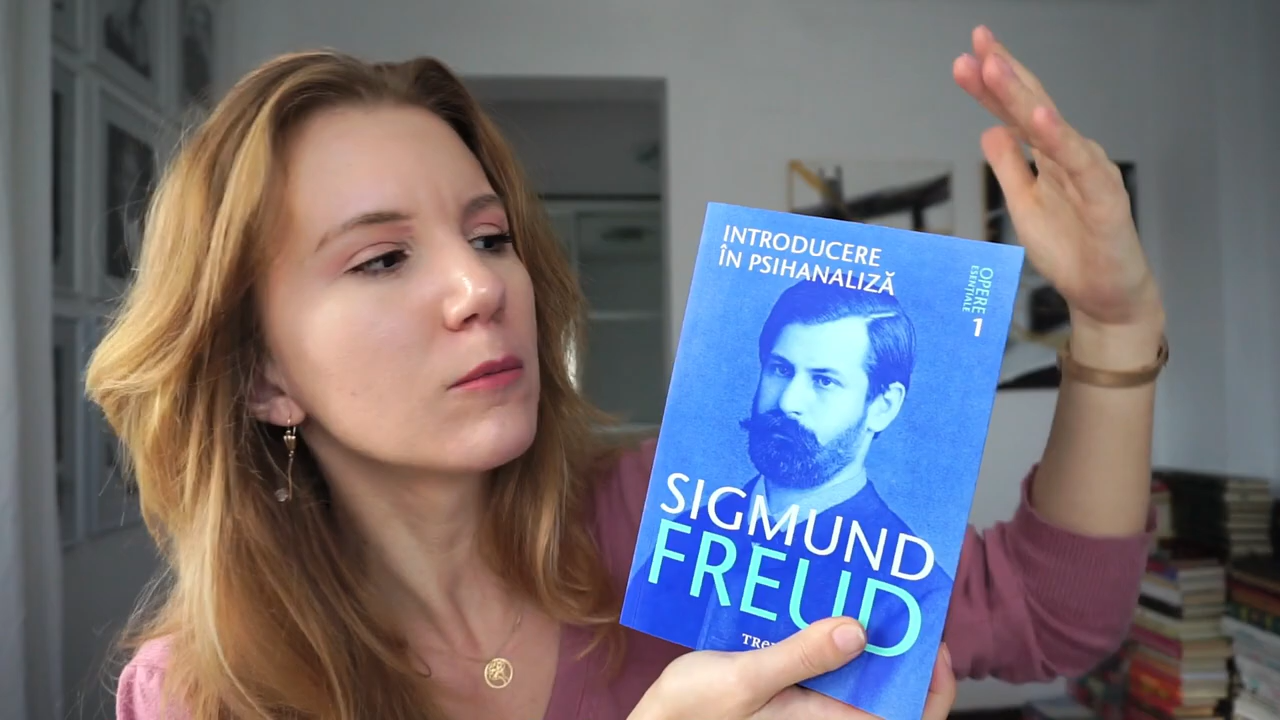 INTRODUCERE
ÎN PSIHANALIZĂ
OPERE
ESENȚIALE
1
SIGMUND
FREUD